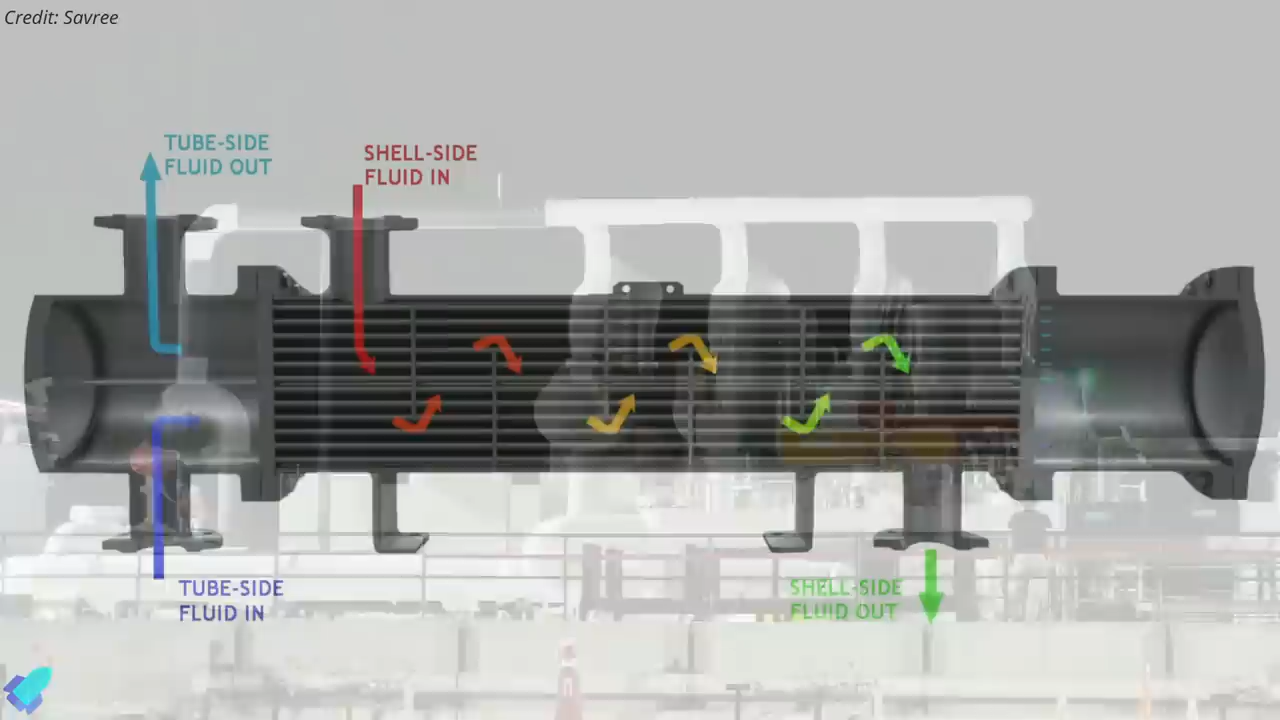 Credit: Savree
TUBE-SIDE
FLUID OUT
SHELL-SIDE
FLUID IN
TUBE-SIDE
FLUID IN
SHELL-SIDE
FLUID OUT